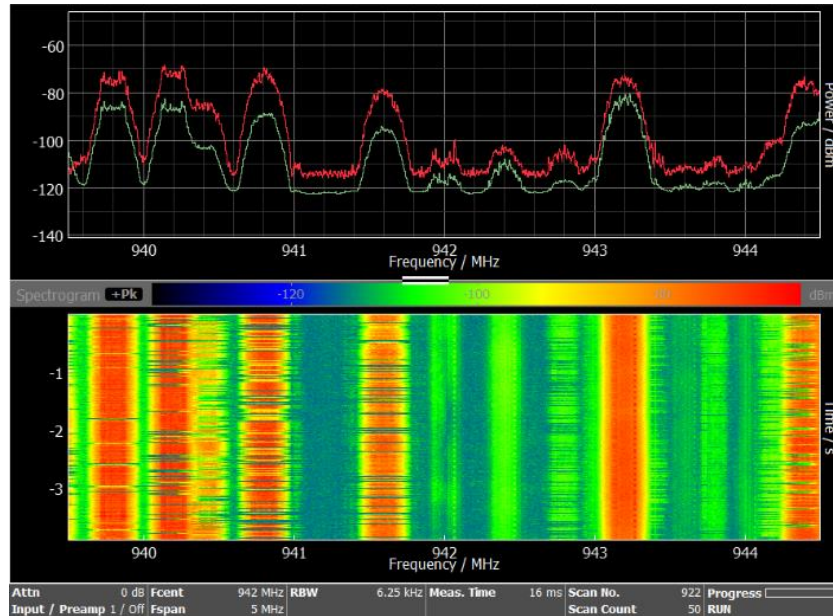 -60
-80
-100
-120
-140
Power / dBm
940 941 942 943 944
Frequency / MHz
Spectrogram +Pk -120 -100 -80 dBm
-1
-2
-3
Time / s
940 941 942 943 944
Frequency / MHz
Attn 0 dB Fcent 942 MHz RBW 6.25 kHz Meas. Time 16 ms Scan No. 922 Progress
Input / Preamp 1 / Off Fspan 5 MHz Scan Count 50 RUN